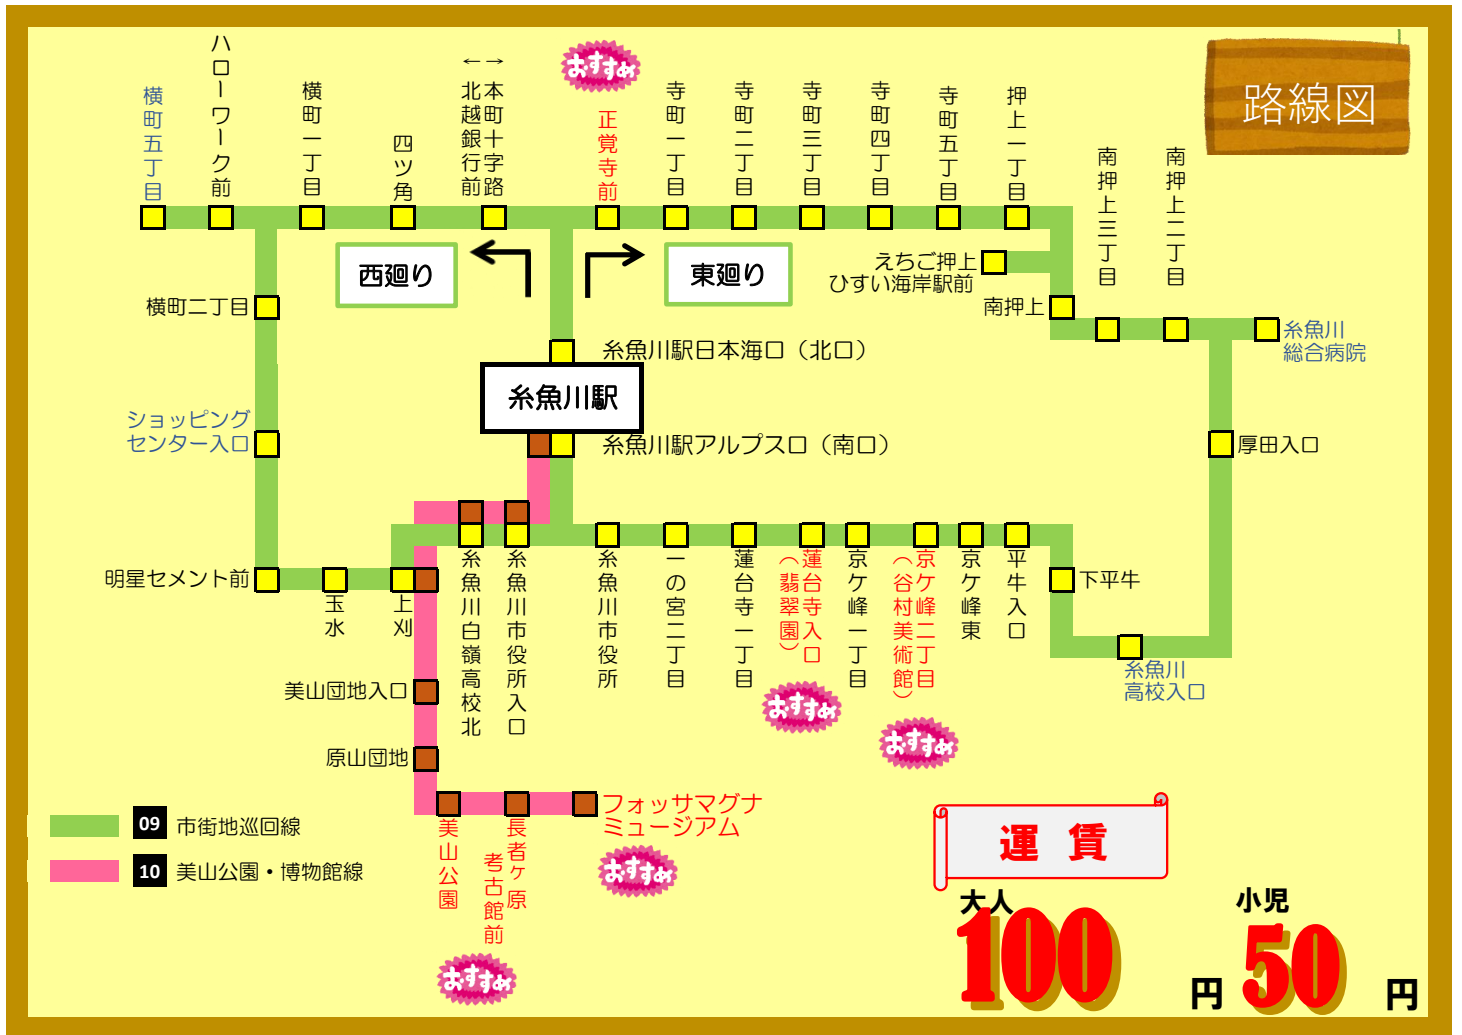 路線図
横町五丁目
ハローワーク前
横町一丁目
四ツ角
←→
北越銀行前
本町十字路
おすすめ
正覚寺前
寺町一丁目
寺町二丁目
寺町三丁目
寺町四丁目
寺町五丁目
押上一丁目
南押上三丁目
南押上二丁目
西廻り
東廻り
えちご押上
ひすい海岸駅前
南押上
横町二丁目
糸魚川
総合病院
糸魚川駅日本海口（北口）
糸魚川駅
糸魚川駅アルプス口（南口）
ショッピング
センター入口
厚田入口
明星セメント前
玉水
上刈
糸魚川白嶺高校北
糸魚川市役所入口
糸魚川市役所
一の宮二丁目
蓮台寺一丁目
蓮台寺入口
（翡翠園）
おすすめ
京ケ峰一丁目
京ケ峰二丁目
（谷村美術館）
おすすめ
京ケ峰東
平牛入口
下平牛
糸魚川
高校入口
美山団地入口
原山団地
美山公園
長者ケ原
考古館前
おすすめ
フォッサマグナ
ミュージアム
おすすめ
09 市街地巡回線
10 美山公園・博物館線
運 賃
大人
100円
小児
50円